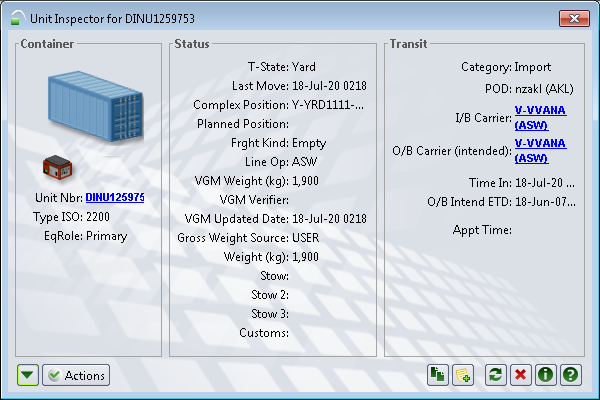 Unit Inspector for DINU1259753
Container
Unit Nbr: DINU125975
Type ISO: 2200
EqRole: Primary
Status
T-State: Yard
Last Move: 18-Jul-20 0218
Complex Position: Y-YRD1111-...
Planned Position:
Frght Kind: Empty
Line Op: ASW
VGM Weight (kg): 1,900
VGM Verifier:
VGM Updated Date: 18-Jul-20 0218
Gross Weight Source: USER
Weight (kg): 1,900
Stow:
Stow 2:
Stow 3:
Customs:
Transit
Category: Import
POD: nzakl (AKL)
I/B Carrier: V-VVANA
(ASW)
O/B Carrier (intended): V-VVANA
(ASW)
Time In: 18-Jul-20 ...
O/B Intend ETD: 18-Jun-07...
Appt Time:
Actions